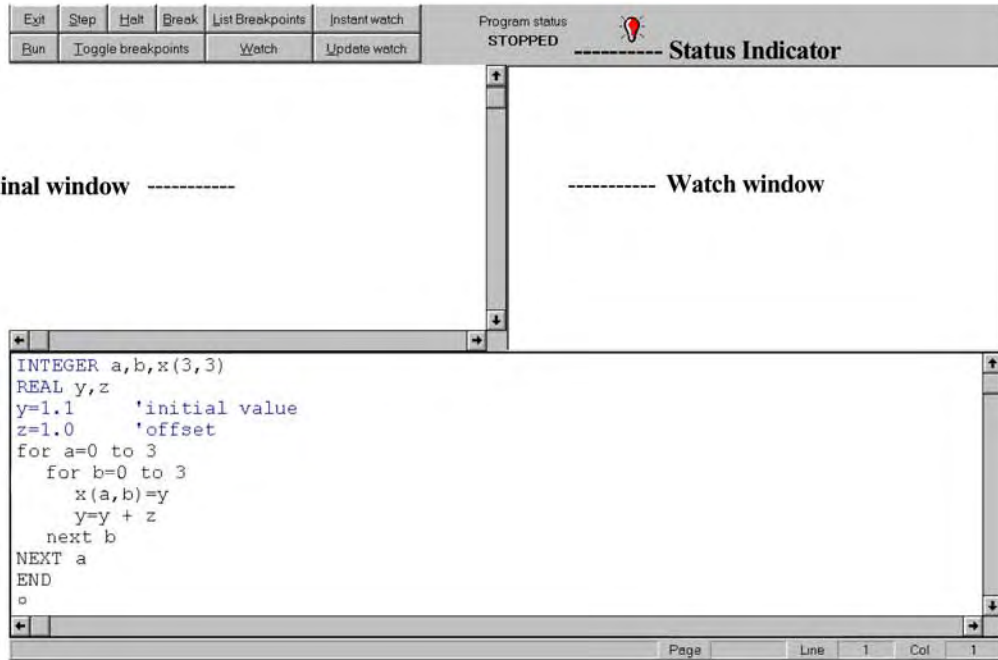 Exit Step Halt Break List Breakpoints Instant watch
Run Toggle breakpoints Watch Update watch
Program status
STOPPED
---------- Status Indicator
inal window -----------
----------- Watch window
INTEGER a,b,x(3,3)
REAL y,z
y=1.1 'initial value
z=1.0 'offset
for a=0 to 3
for b=0 to 3
x(a,b)=y
y=y + z
next b
NEXT a
END
Page Line 1 Col 1